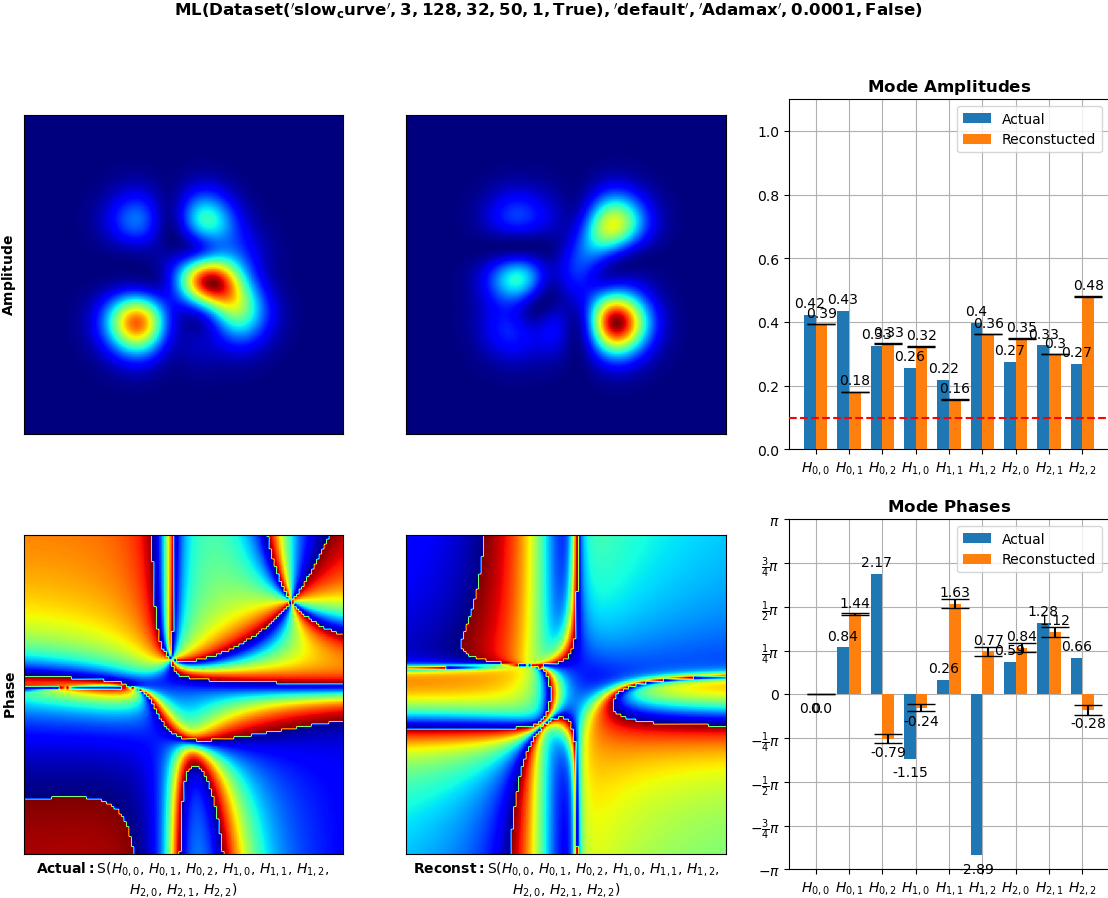 ML(Dataset('slow_curve', 3, 128, 32, 50, 1, True), 'default', 'Adamax', 0.0001, False)
Amplitude
Mode Amplitudes
Actual
Reconstucted
1.0
0.8
0.6
0.4
0.2
0.0
0.42
0.39
0.43
0.18
0.33
0.33
0.26
0.32
0.22
0.16
0.4
0.36
0.27
0.35
0.33
0.3
0.27
0.48
H0,0 H0,1 H0,2 H1,0 H1,1 H1,2 H2,0 H2,1 H2,2
Phase
Mode Phases
Actual
Reconstucted
π
3/4π
1/2π
1/4π
0
−1/4π
−1/2π
−3/4π
−π
0.0
0.0
0.84
1.44
2.17
-0.79
-1.15
-0.24
0.26
1.63
-2.89
0.77
0.59
0.84
1.28
1.12
0.66
-0.28
H0,0 H0,1 H0,2 H1,0 H1,1 H1,2 H2,0 H2,1 H2,2
Actual: S(H0,0, H0,1, H0,2, H1,0, H1,1, H1,2,
H2,0, H2,1, H2,2)
Reconst: S(H0,0, H0,1, H0,2, H1,0, H1,1, H1,2,
H2,0, H2,1, H2,2)